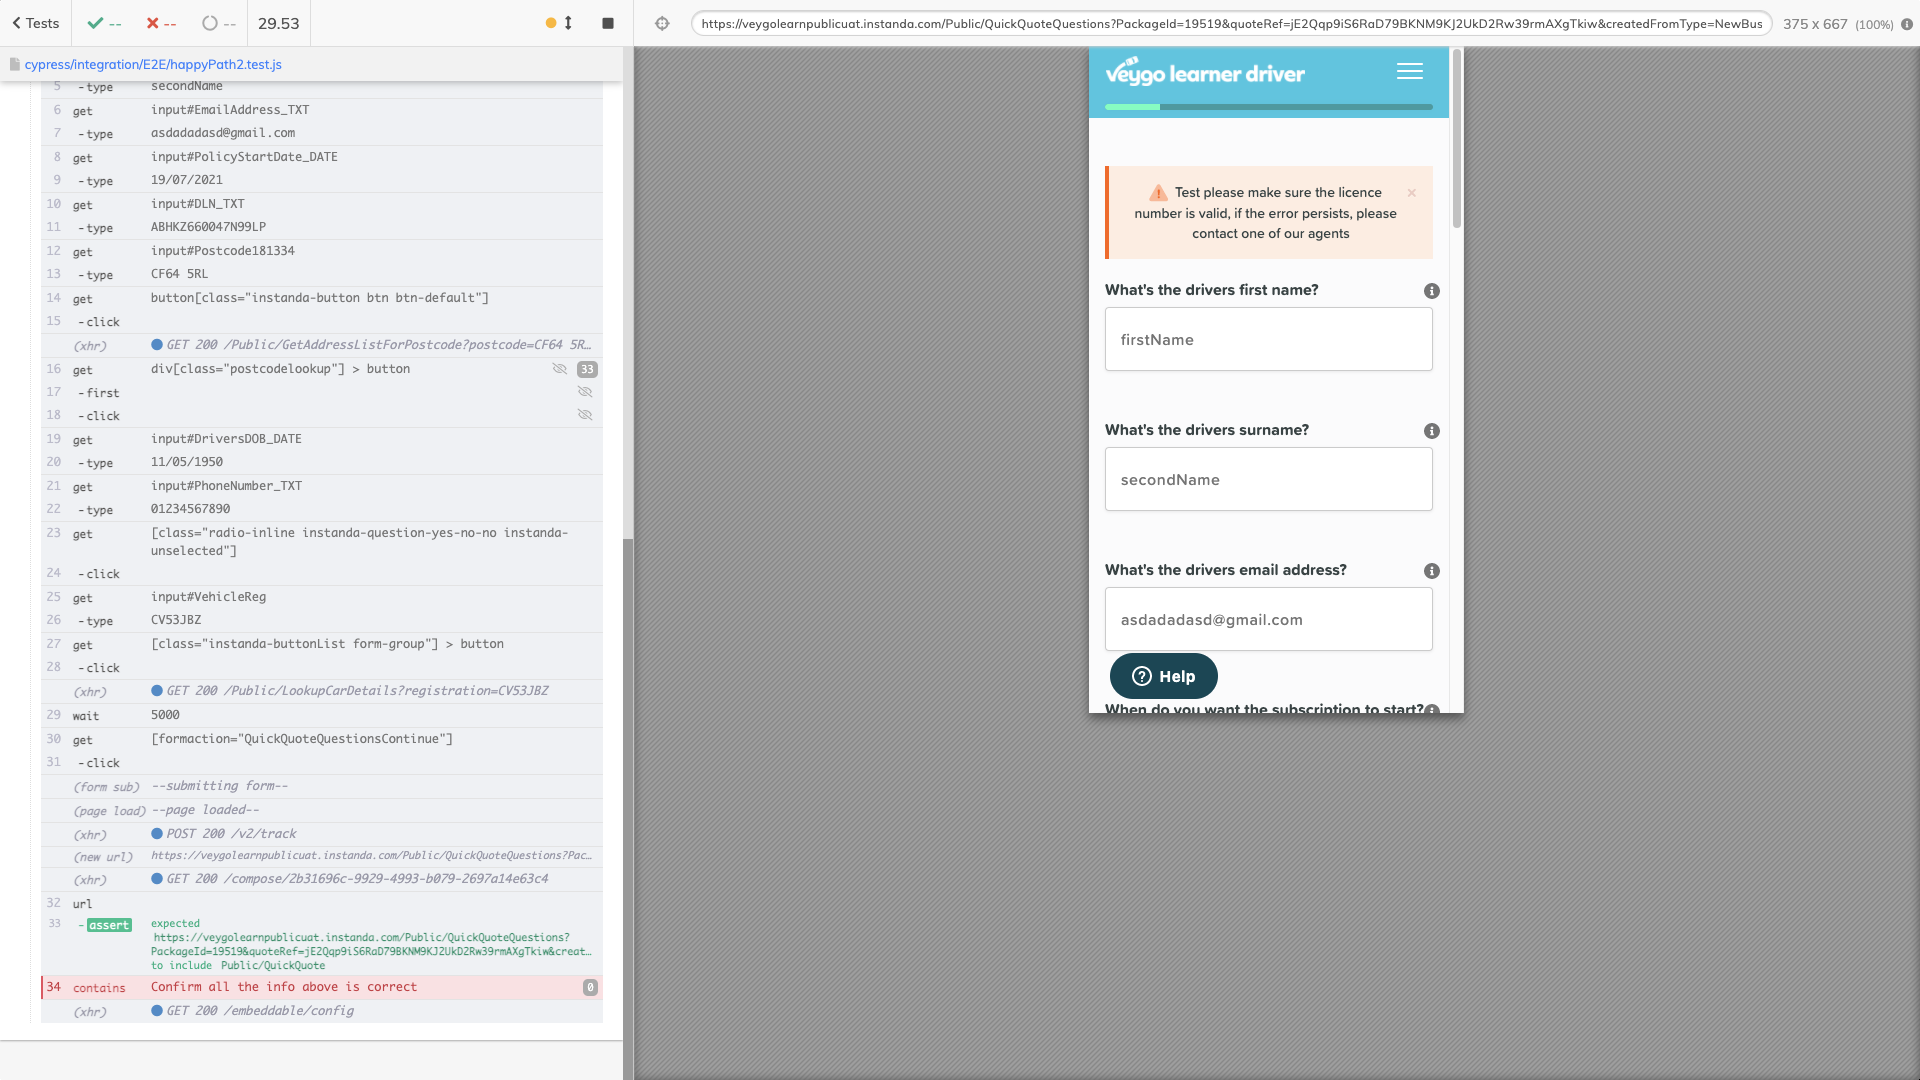 Tests
--
--
--
29.53
https://veygolearnpublicuat.instanda.com/Public/QuickQuoteQuestions?PackageId=19519&quoteRef=jE2Qqp9iS6RaD79BKNM9KJ2UkD2Rw39rmAXgTkiw&createdFromType=NewBus
375 x 667 (100%)
cypress/integration/E2E/happyPath2.test.js
5 -type secondName
6 get input#EmailAddress_TXT
7 -type asdadadasd@gmail.com
8 get input#PolicyStartDate_DATE
9 -type 19/07/2021
10 get input#DLN_TXT
11 -type ABHKZ660047N99LP
12 get input#Postcode181334
13 -type CF64 5RL
14 get button[class="instanda-button btn btn-default"]
15 -click
(xhr) GET 200 /Public/GetAddressListForPostcode?postcode=CF64 5R…
16 get div[class="postcodelookup"] > button 33
17 -first
18 -click
19 get input#DriversDOB_DATE
20 -type 11/05/1950
21 get input#PhoneNumber_TXT
22 -type 01234567890
23 get [class="radio-inline instanda-question-yes-no-no instanda-
unselected"]
24 -click
25 get input#VehicleReg
26 -type CV53JBZ
27 get [class="instanda-buttonList form-group"] > button
28 -click
(xhr) GET 200 /Public/LookupCarDetails?registration=CV53JBZ
29 wait 5000
30 get [formaction="QuickQuoteQuestionsContinue"]
31 -click
(form sub) --submitting form--
(page load) --page loaded--
(xhr) POST 200 /v2/track
(new url) https://veygolearnpublicuat.instanda.com/Public/QuickQuoteQuestions?Pac…
(xhr) GET 200 /compose/2b31696c-9929-4993-b079-2697a14e63c4
32 url
33 -assert expected
https://veygolearnpublicuat.instanda.com/Public/QuickQuoteQuestions?
PackageId=19519&quoteRef=jE2Qqp9iS6RaD79BKNM9KJ2UkD2Rw39rmAXgTkiw&creat…
to include Public/QuickQuote
34 contains Confirm all the info above is correct 0
(xhr) GET 200 /embeddable/config
veygo learner driver
Test please make sure the licence
number is valid, if the error persists, please
contact one of our agents
×
What's the drivers first name?
firstName
What's the drivers surname?
secondName
What's the drivers email address?
asdadadasd@gmail.com
Help
When do you want the subscription to start?